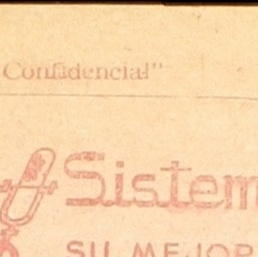 Confidencial"
Sistem
SU MEJOR